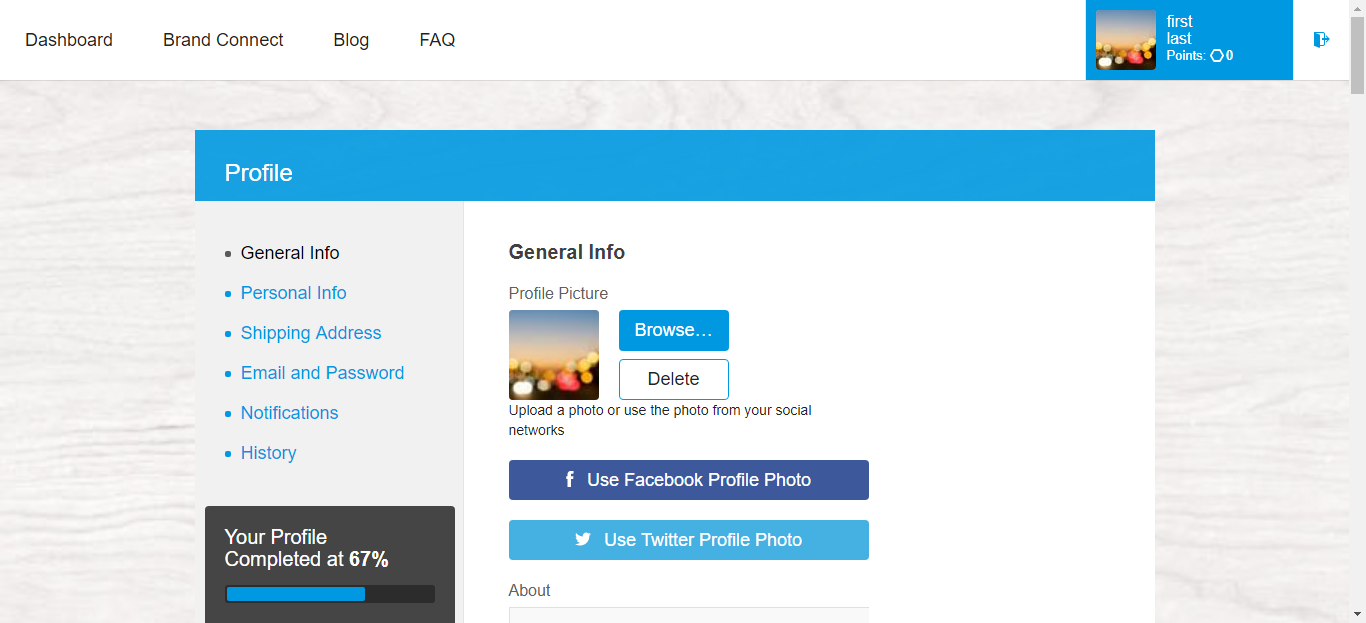 Dashboard
Brand Connect
Blog
FAQ
first
last
Points: 0
Profile
General Info
Personal Info
Shipping Address
Email and Password
Notifications
History
Your Profile
Completed at 67%
General Info
Profile Picture
Browse…
Delete
Upload a photo or use the photo from your social
networks
Use Facebook Profile Photo
Use Twitter Profile Photo
About